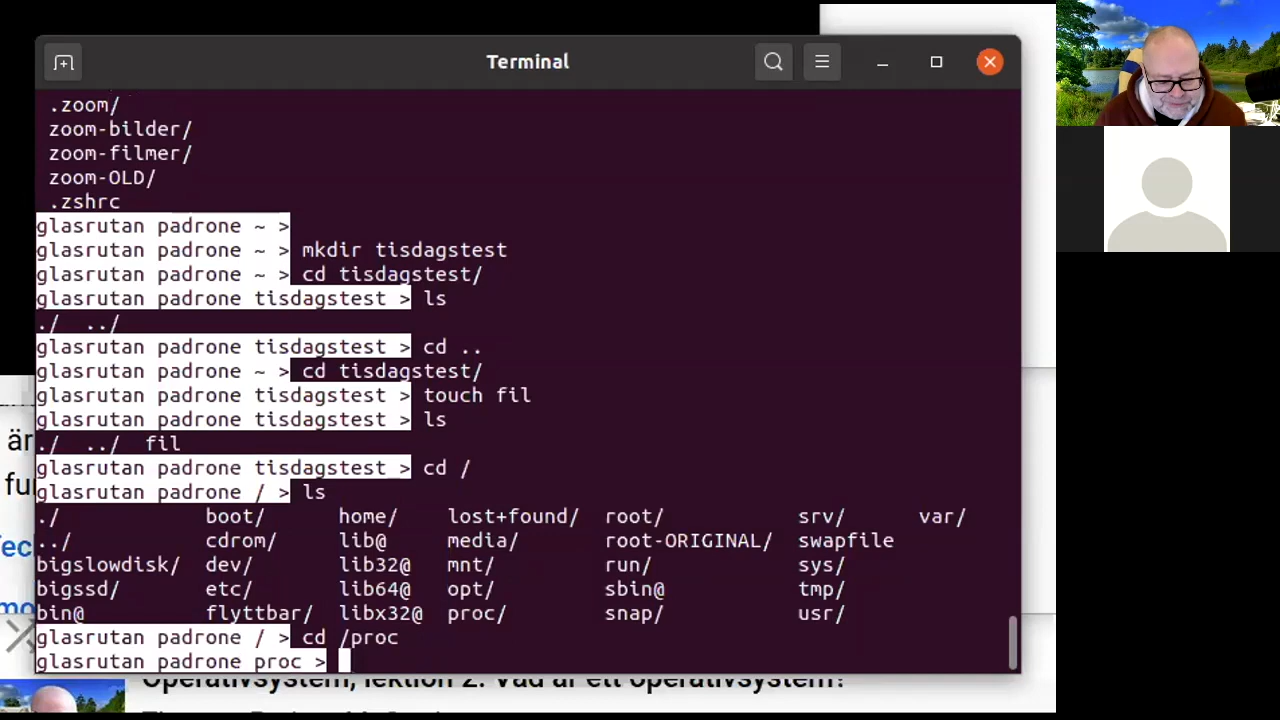 Terminal
.zoom/
zoom-bilder/
zoom-filmer/
zoom-OLD/
.zshrc
glasrutan padrone ~ >
glasrutan padrone ~ > mkdir tisdagstest
glasrutan padrone ~ > cd tisdagstest/
glasrutan padrone tisdagstest > ls
./  ../
glasrutan padrone tisdagstest > cd ..
glasrutan padrone ~ > cd tisdagstest/
glasrutan padrone tisdagstest > touch fil
glasrutan padrone tisdagstest > ls
./  ../  fil
glasrutan padrone tisdagstest > cd /
glasrutan padrone / > ls
./ boot/ home/ lost+found/ root/ srv/ var/
../ cdrom/ lib@ media/ root-ORIGINAL/ swapfile
bigslowdisk/ dev/ lib32@ mnt/ run/ sys/
bigssd/ etc/ lib64@ opt/ sbin@ tmp/
bin@ flyttbar/ libx32@ proc/ snap/ usr/
glasrutan padrone / > cd /proc
glasrutan padrone proc >
är
Operativsystem, lektion 2: Vad är ett operativsystem?